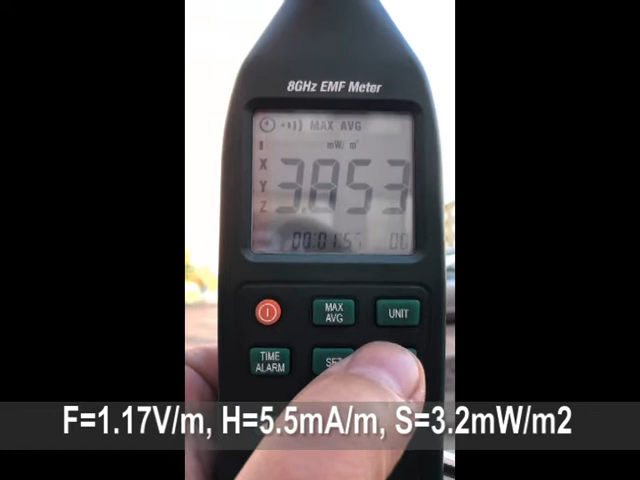 8GHz EMF Meter
MAX AVG
mW/m²
X
3.853
Y
Z
MAX
AVG
UNIT
TIME
ALARM
F=1.17V/m, H=5.5mA/m, S=3.2mW/m2